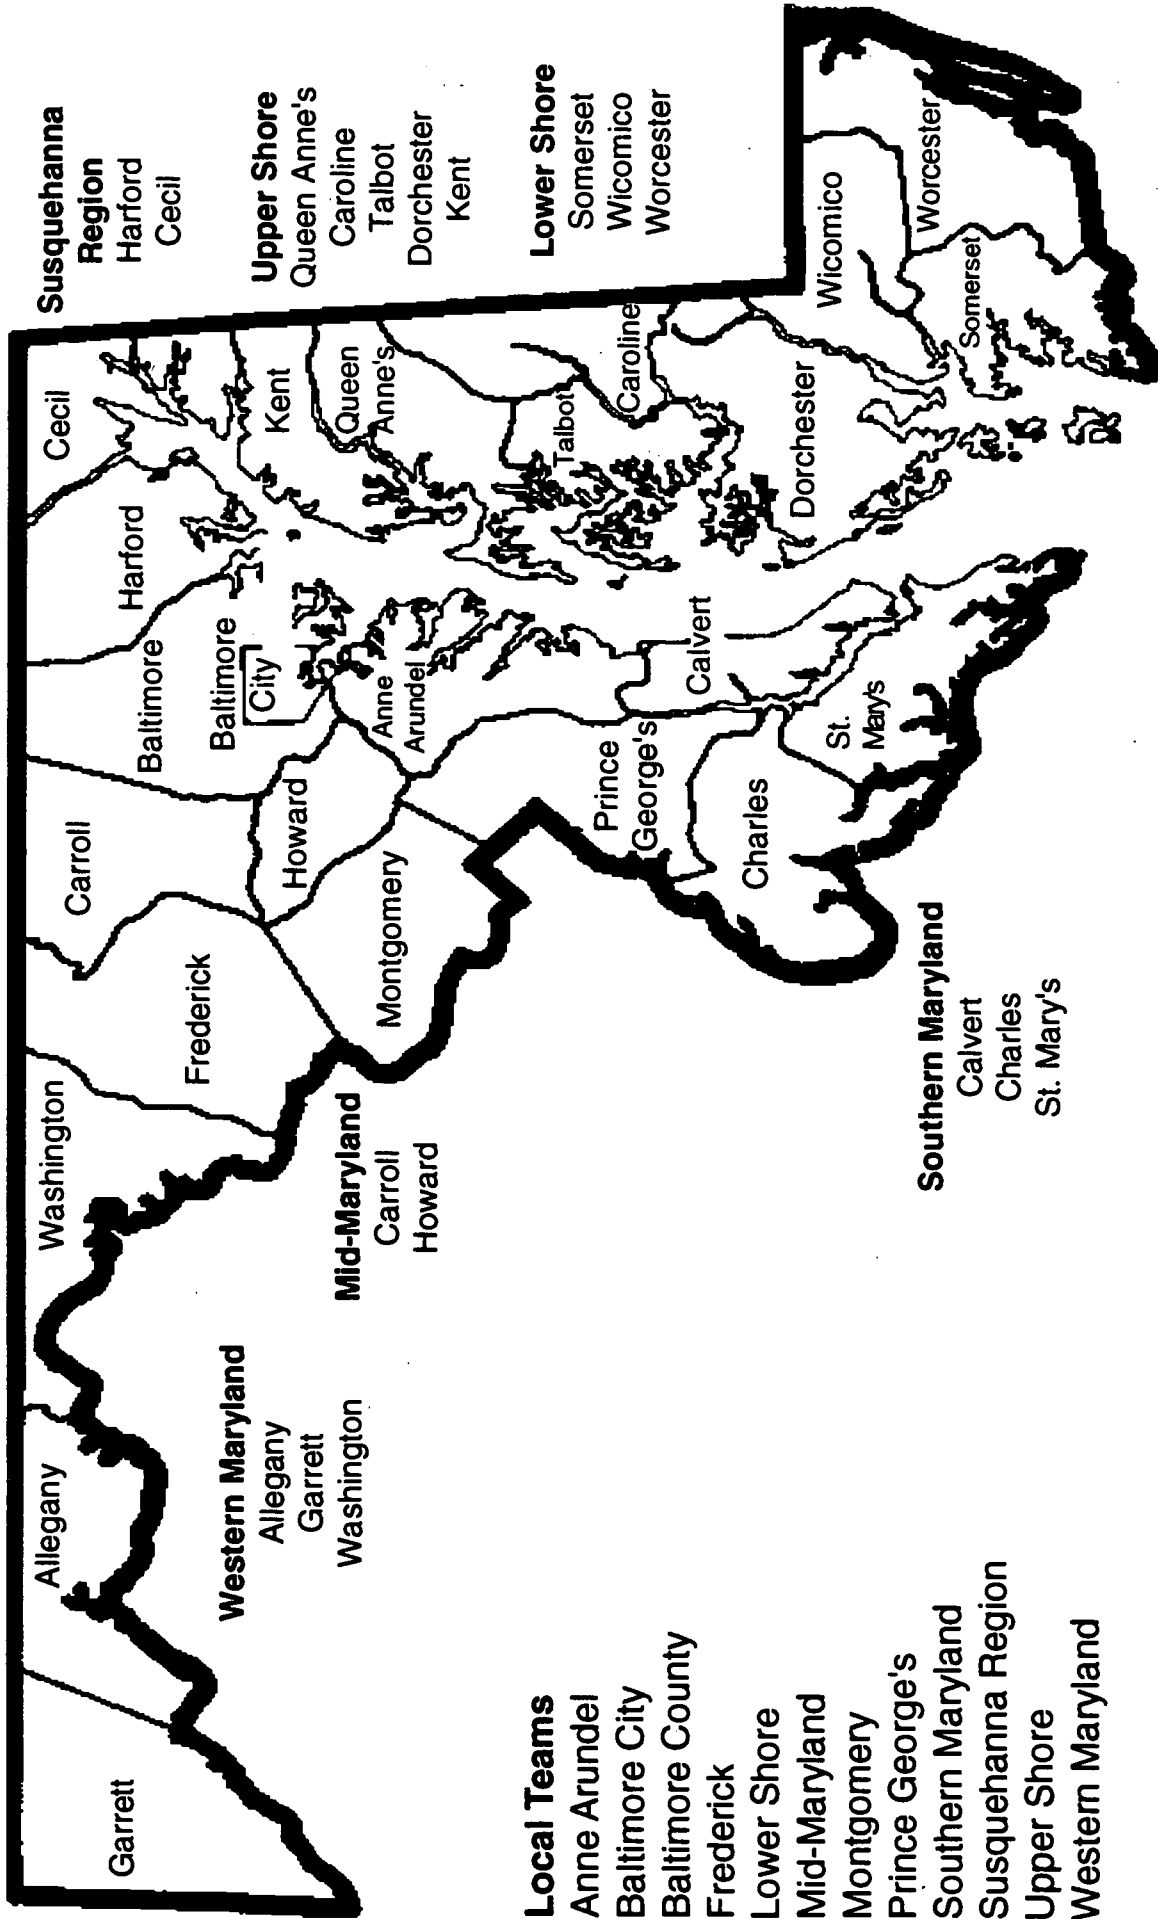 Garrett
Allegany
Washington
Frederick
Carroll
Baltimore
Baltimore
City
Harford
Cecil
Howard
Montgomery
Anne
Arundel
Prince
George's
Calvert
Charles
St.
Mary's
Kent
Queen
Anne's
Talbot
Caroline
Dorchester
Wicomico
Somerset
Worcester
Susquehanna
Region
Harford
Cecil
Upper Shore
Queen Anne's
Caroline
Talbot
Dorchester
Kent
Lower Shore
Somerset
Wicomico
Worcester
Western Maryland
Allegany
Garrett
Washington
Mid-Maryland
Carroll
Howard
Southern Maryland
Calvert
Charles
St. Mary's
Local Teams
Anne Arundel
Baltimore City
Baltimore County
Frederick
Lower Shore
Mid-Maryland
Montgomery
Prince George's
Southern Maryland
Susquehanna Region
Upper Shore
Western Maryland